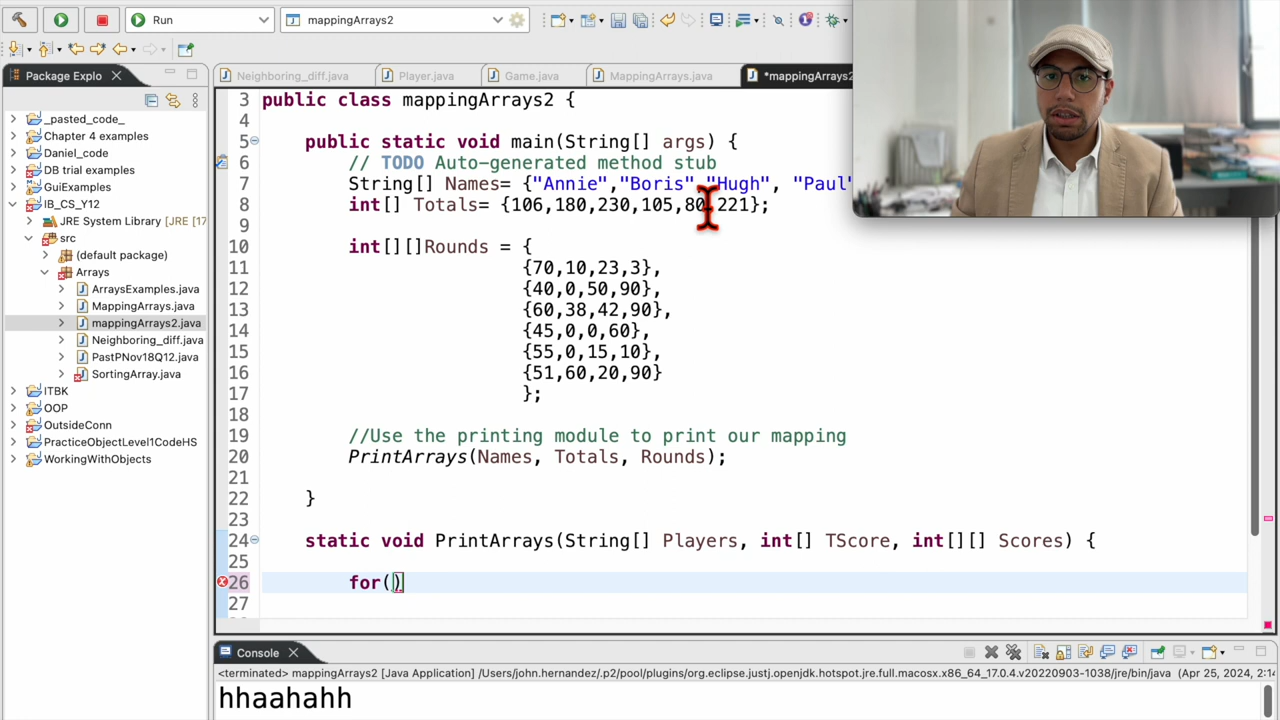 Run
mappingArrays2
Package Explo
Neighboring_diff.java
Player.java
Game.java
MappingArrays.java
*mappingArrays2
_pasted_code_
Chapter 4 examples
Daniel_code
DB trial examples
GuiExamples
IB_CS_Y12
JRE System Library [JRE System
src
(default package)
Arrays
ArraysExamples.java
MappingArrays.java
mappingArrays2.java
Neighboring_diff.java
PastPNov18Q12.java
SortingArray.java
ITBK
OOP
OutsideConn
PracticeObjectLevel1CodeHS
WorkingWithObjects
3 public class mappingArrays2 {
4
5 public static void main(String[] args) {
6 // TODO Auto-generated method stub
7 String[] Names= {"Annie","Boris","Hugh", "Paul"
8 int[] Totals= {106,180,230,105,80,221};
9
10 int[][]Rounds = {
11 {70,10,23,3},
12 {40,0,50,90},
13 {60,38,42,90},
14 {45,0,0,60},
15 {55,0,15,10},
16 {51,60,20,90}
17 };
18
19 //Use the printing module to print our mapping
20 PrintArrays(Names, Totals, Rounds);
21
22 }
23
24 static void PrintArrays(String[] Players, int[] TScore, int[][] Scores) {
25
26 for()
27
Console
<terminated> mappingArrays2 [Java Application] /Users/john.hernandez/.p2/pool/plugins/org.eclipse.justj.openjdk.hotspot.jre.full.macosx.x86_64_17.0.4.v20220903-1038/jre/bin/java (Apr 25, 2024, 2:14
hhaahahh